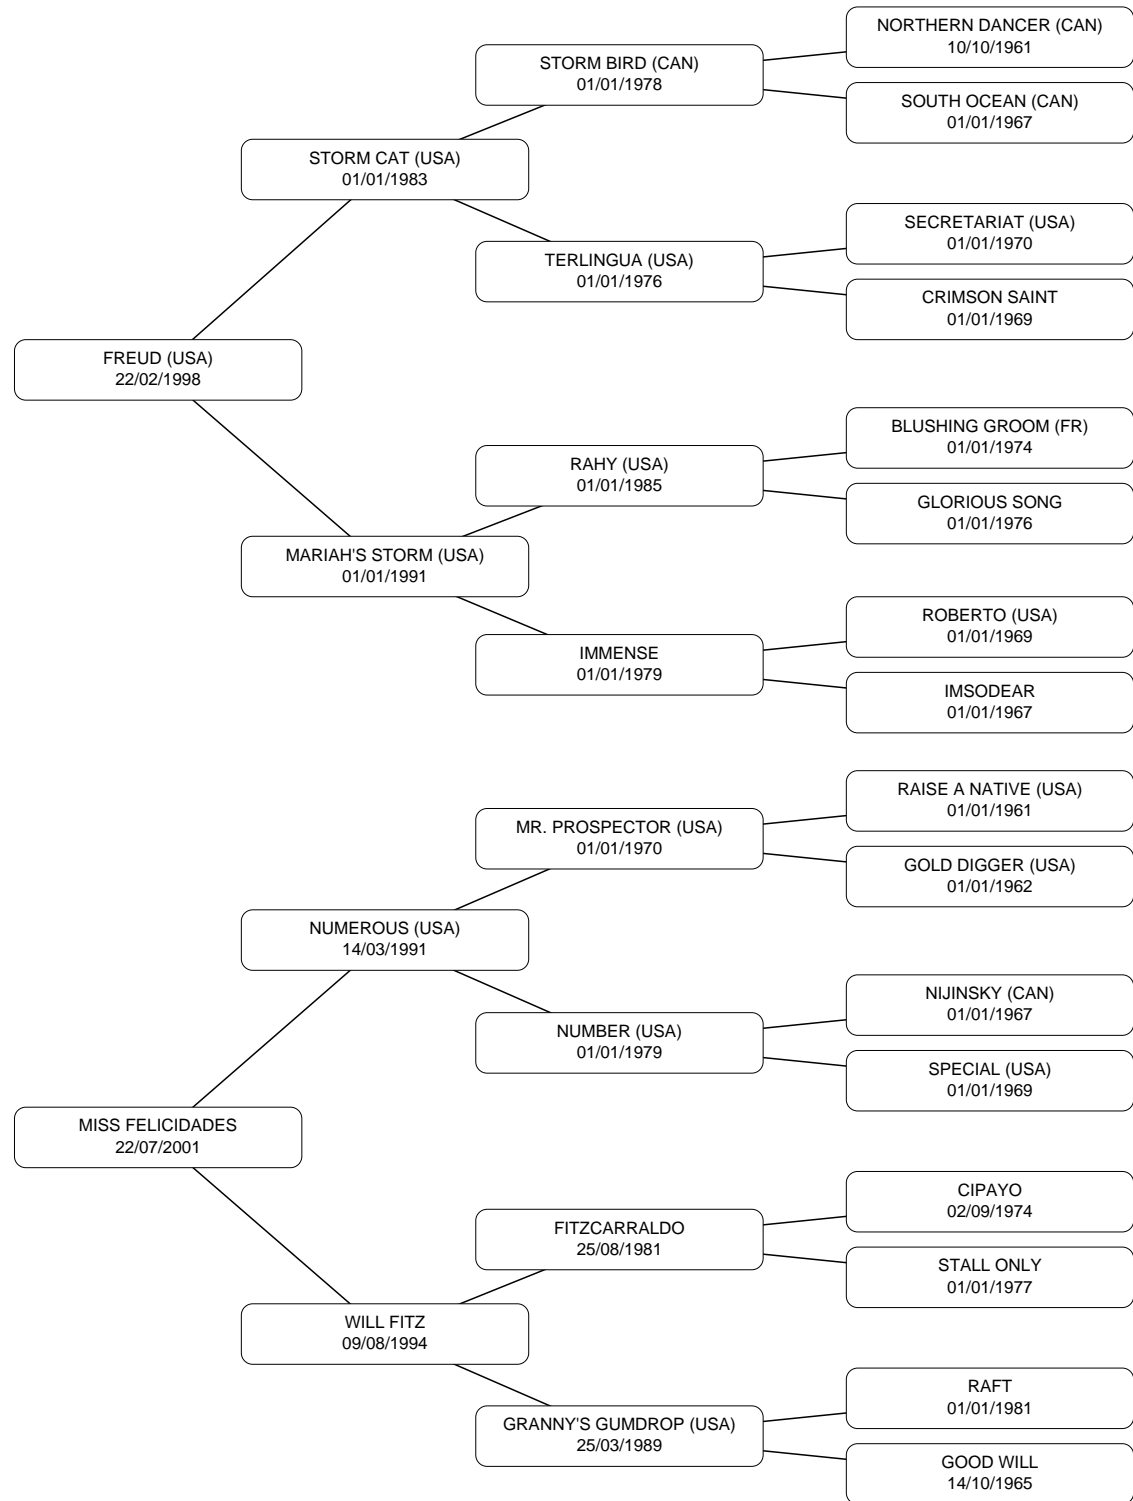 NORTHERN DANCER (CAN)
10/10/1961
STORM BIRD (CAN)
01/01/1978
SOUTH OCEAN (CAN)
01/01/1967
STORM CAT (USA)
01/01/1983
SECRETARIAT (USA)
01/01/1970
TERLINGUA (USA)
01/01/1976
CRIMSON SAINT
01/01/1969
FREUD (USA)
22/02/1998
BLUSHING GROOM (FR)
01/01/1974
RAHY (USA)
01/01/1985
GLORIOUS SONG
01/01/1976
MARIAH'S STORM (USA)
01/01/1991
ROBERTO (USA)
01/01/1969
IMMENSE
01/01/1979
IMSODEAR
01/01/1967
RAISE A NATIVE (USA)
01/01/1961
MR. PROSPECTOR (USA)
01/01/1970
GOLD DIGGER (USA)
01/01/1962
NUMEROUS (USA)
14/03/1991
NIJINSKY (CAN)
01/01/1967
NUMBER (USA)
01/01/1979
SPECIAL (USA)
01/01/1969
MISS FELICIDADES
22/07/2001
CIPAYO
02/09/1974
FITZCARRALDO
25/08/1981
STALL ONLY
01/01/1977
WILL FITZ
09/08/1994
RAFT
01/01/1981
GRANNY'S GUMDROP (USA)
25/03/1989
GOOD WILL
14/10/1965